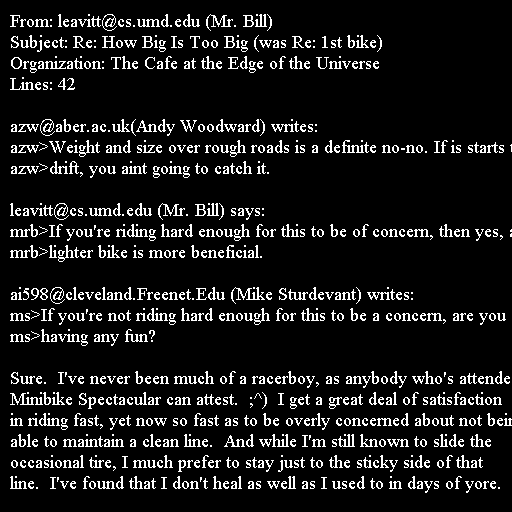 From: leavitt@cs.umd.edu (Mr. Bill)
Subject: Re: How Big Is Too Big (was Re: 1st bike)
Organization: The Cafe at the Edge of the Universe
Lines: 42

azw@aber.ac.uk(Andy Woodward) writes:
azw>Weight and size over rough roads is a definite no-no. If is starts
azw>drift, you aint going to catch it.

leavitt@cs.umd.edu (Mr. Bill) says:
mrb>If you're riding hard enough for this to be of concern, then yes,
mrb>lighter bike is more beneficial.

ai598@cleveland.Freenet.Edu (Mike Sturdevant) writes:
ms>If you're not riding hard enough for this to be a concern, are you
ms>having any fun?

Sure.  I've never been much of a racerboy, as anybody who's attende
Minibike Spectacular can attest.  ;^)  I get a great deal of satisfaction
in riding fast, yet now so fast as to be overly concerned about not bein
able to maintain a clean line.  And while I'm still known to slide the
occasional tire, I much prefer to stay just to the sticky side of that
line.  I've found that I don't heal as well as I used to in days of yore.